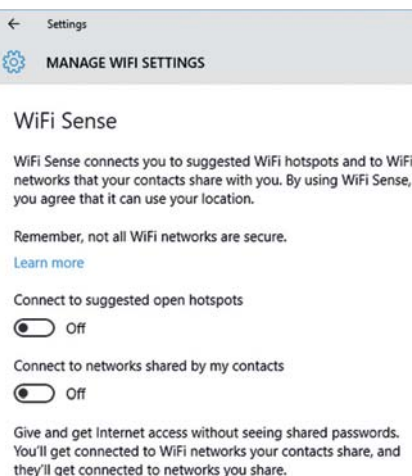 Settings
MANAGE WIFI SETTINGS
WiFi Sense
WiFi Sense connects you to suggested WiFi hotspots and to WiFi
networks that your contacts share with you. By using WiFi Sense,
you agree that it can use your location.
Remember, not all WiFi networks are secure.
Learn more
Connect to suggested open hotspots
Off
Connect to networks shared by my contacts
Off
Give and get Internet access without seeing shared passwords.
You'll get connected to WiFi networks your contacts share, and
they'll get connected to networks you share.